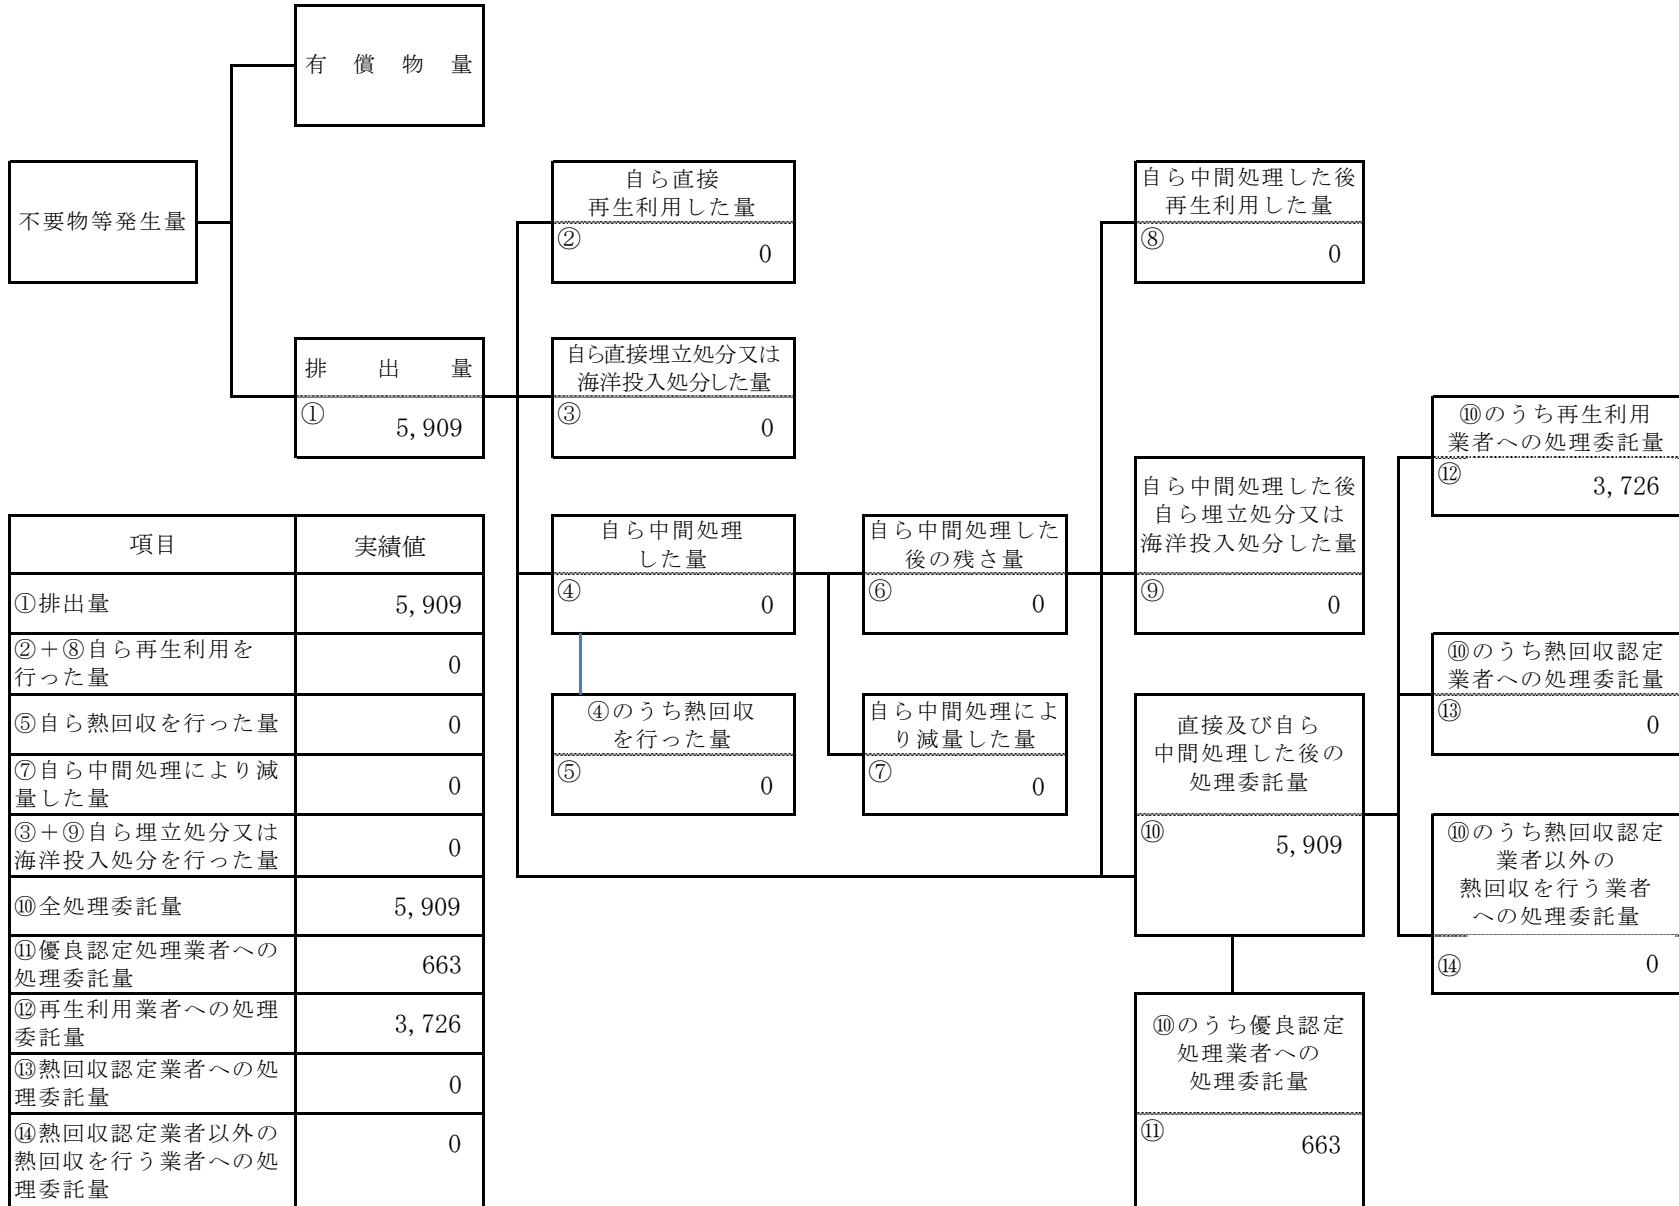 有償物量
不要物等発生量
自ら直接
再生利用した量
②
0
自ら中間処理した後
再生利用した量
⑧
0
排出量
①
5,909
自ら直接埋立処分又は
海洋投入処分した量
③
0
⑩のうち再生利用
業者への処理委託量
⑫
3,726
自ら中間処理した後
自ら埋立処分又は
海洋投入処分した量
⑨
0
自ら中間処理
した量
④
0
自ら中間処理した
後の残さ量
⑥
0
⑩のうち熱回収認定
業者への処理委託量
⑬
0
④のうち熱回収
を行った量
⑤
0
自ら中間処理によ
り減量した量
⑦
0
直接及び自ら
中間処理した後の
処理委託量
⑩
5,909
⑩のうち熱回収認定
業者以外の
熱回収を行う業者
への処理委託量
⑭
0
⑩のうち優良認定
処理業者への
処理委託量
⑪
663
項目 実績値
①排出量 5,909
②＋⑧自ら再生利用を
行った量 0
⑤自ら熱回収を行った量 0
⑦自ら中間処理により減
量した量 0
③＋⑨自ら埋立処分又は
海洋投入処分を行った量 0
⑩全処理委託量 5,909
⑪優良認定処理業者への
処理委託量 663
⑫再生利用業者への処理
委託量 3,726
⑬熱回収認定業者への処
理委託量 0
⑭熱回収認定業者以外の
熱回収を行う業者への処
理委託量 0